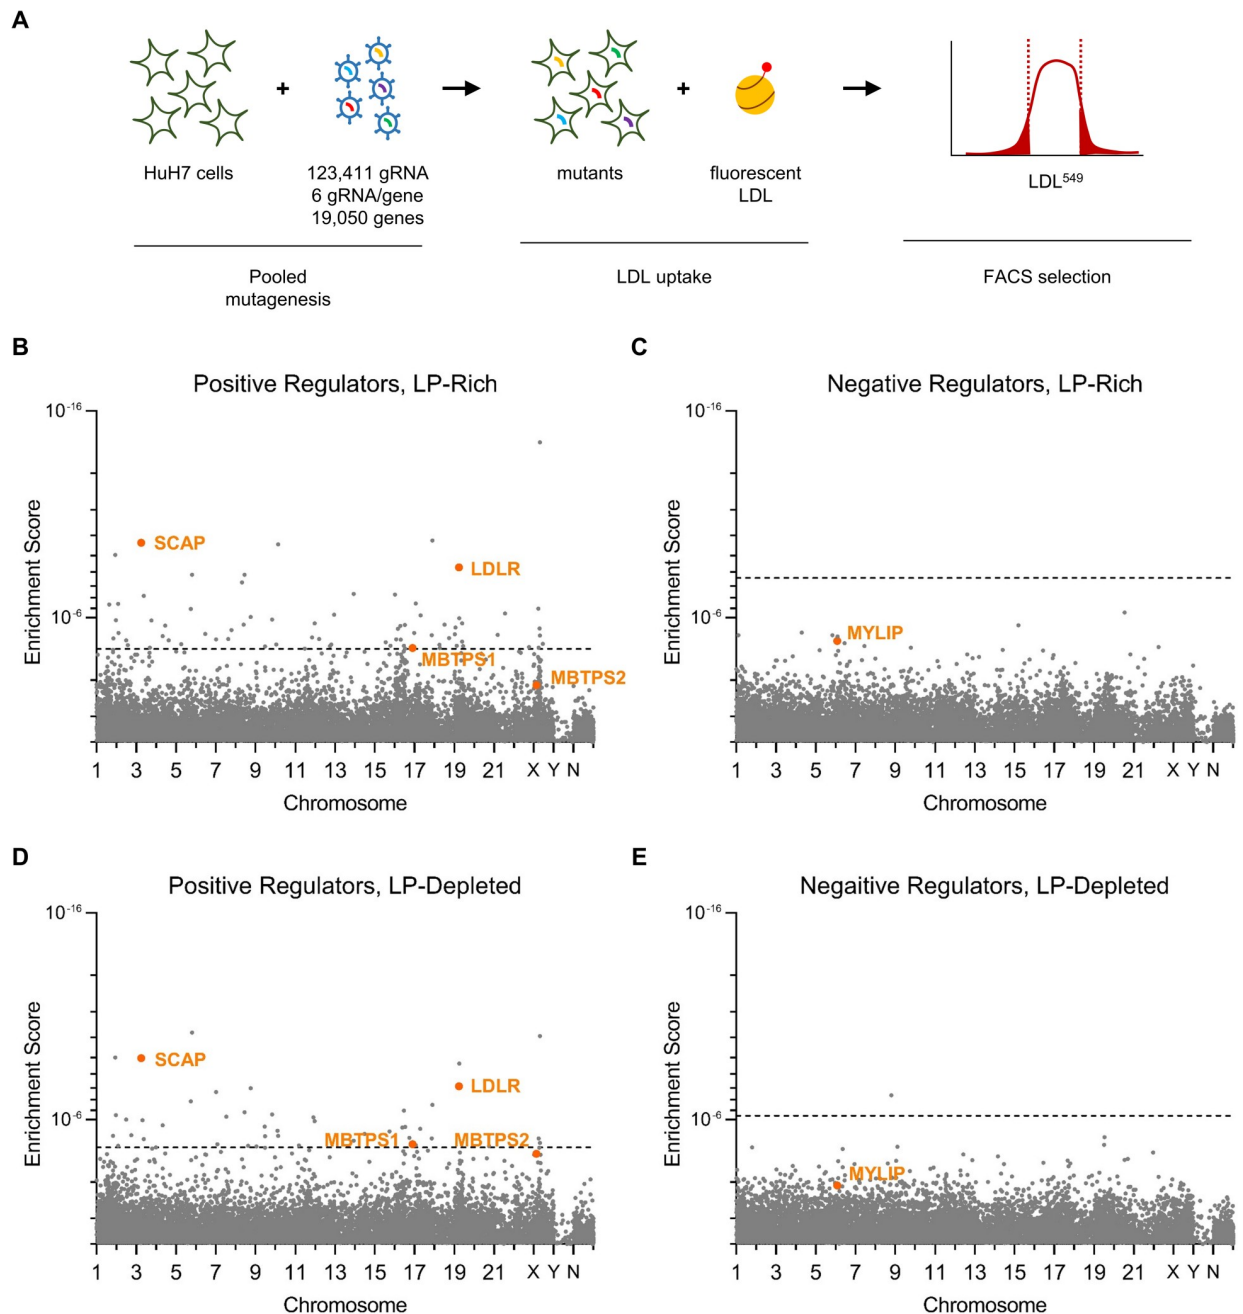 A
HuH7 cells
123,411 gRNA
6 gRNA/gene
19,050 genes
mutants
fluorescent
LDL
LDL⁵⁴⁹
Pooled
mutagenesis
LDL uptake
FACS selection
B
Positive Regulators, LP-Rich
10⁻¹⁶
10⁻⁶
Enrichment Score
SCAP
LDLR
MBTPS1
MBTPS2
1 3 5 7 9 11 13 15 17 19 21 X Y N
Chromosome
C
Negative Regulators, LP-Rich
10⁻¹⁶
10⁻⁶
Enrichment Score
MYLIP
1 3 5 7 9 11 13 15 17 19 21 X Y N
Chromosome
D
Positive Regulators, LP-Depleted
10⁻¹⁶
10⁻⁶
Enrichment Score
SCAP
LDLR
MBTPS1
MBTPS2
1 3 5 7 9 11 13 15 17 19 21 X Y N
Chromosome
E
Negaitive Regulators, LP-Depleted
10⁻¹⁶
10⁻⁶
Enrichment Score
MYLIP
1 3 5 7 9 11 13 15 17 19 21 X Y N
Chromosome